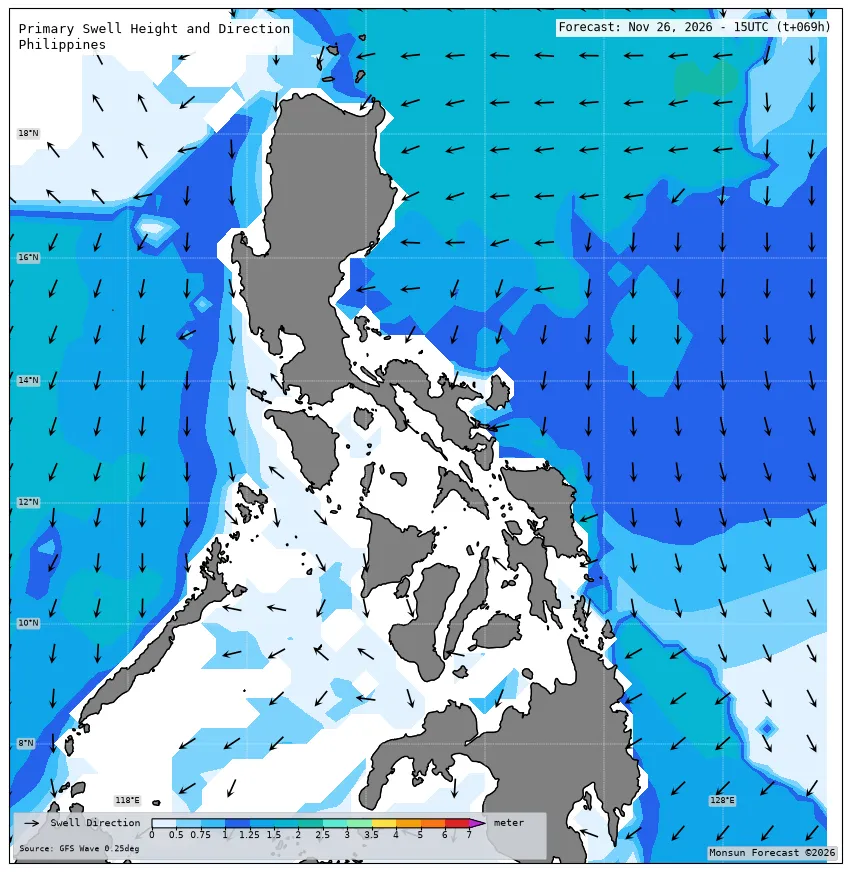 Primary Swell Height and Direction
Philippines
Forecast: Nov 26, 2026 - 15UTC (t+069h)
18°N
16°N
14°N
12°N
10°N
8°N
118°E
128°E
Swell Direction
meter
0 0.5 0.75 1 1.25 1.5 2 2.5 3 3.5 4 5 6 7
Source: GFS Wave 0.25deg
Monsun Forecast ©2026